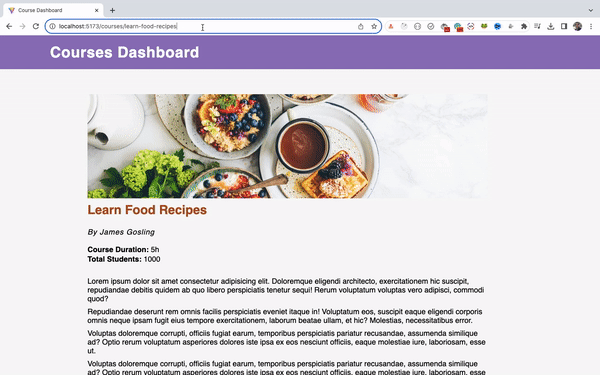 Course Dashboard
localhost:5173/courses/learn-food-recipes
Courses Dashboard
Learn Food Recipes
By James Gosling
Course Duration: 5h
Total Students: 1000
Lorem ipsum dolor sit amet consectetur adipisicing elit. Doloremque eligendi architecto, exercitationem hic suscipit,
repudiandae debitis quidem ab quo libero perspiciatis tenetur sequi! Rerum voluptatum voluptas vero adipisci, commodi
quod?
Repudiandae deserunt rem omnis facilis perspiciatis eveniet itaque in! Voluptatum eos, suscipit eaque eligendi corporis
omnis neque ipsam fugit eius tempore exercitationem, laborum beatae ullam, et hic? Molestias, necessitatibus error.
Voluptas doloremque corrupti, officiis fugiat earum, temporibus perspiciatis pariatur recusandae, assumenda similique
ad? Optio rerum voluptatum asperiores dolores iste ipsa ex eos nesciunt officiis, eaque molestiae iure, laboriosam, esse
ut.
Voluptas doloremque corrupti, officiis fugiat earum, temporibus perspiciatis pariatur recusandae, assumenda similique
ad? Optio rerum voluptatum asperiores dolores iste ipsa ex eos nesciunt officiis, eaque molestiae iure, laboriosam, esse